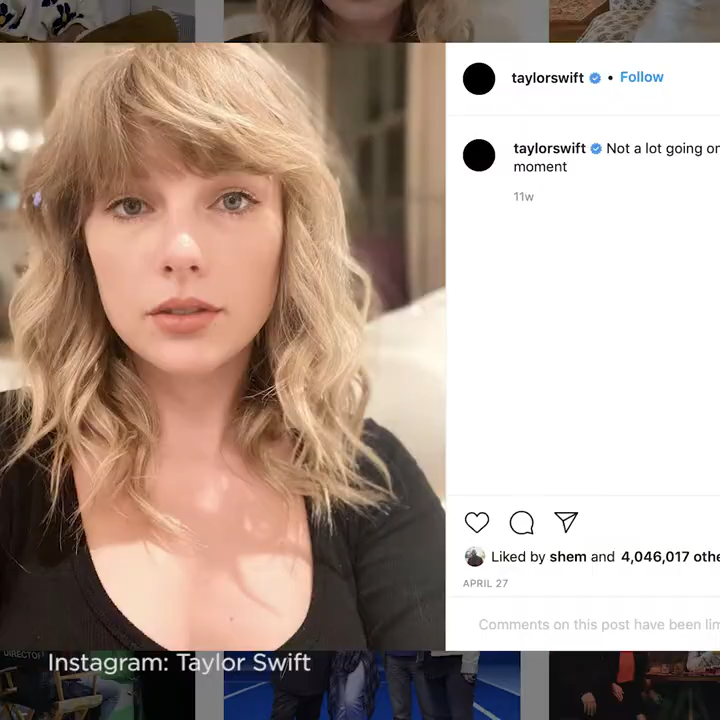 taylorswift • Follow
taylorswift Not a lot going on
moment
11w
Liked by shem and 4,046,017 othe
APRIL 27
Comments on this post have been lim
DIRECTOR
Instagram: Taylor Swift